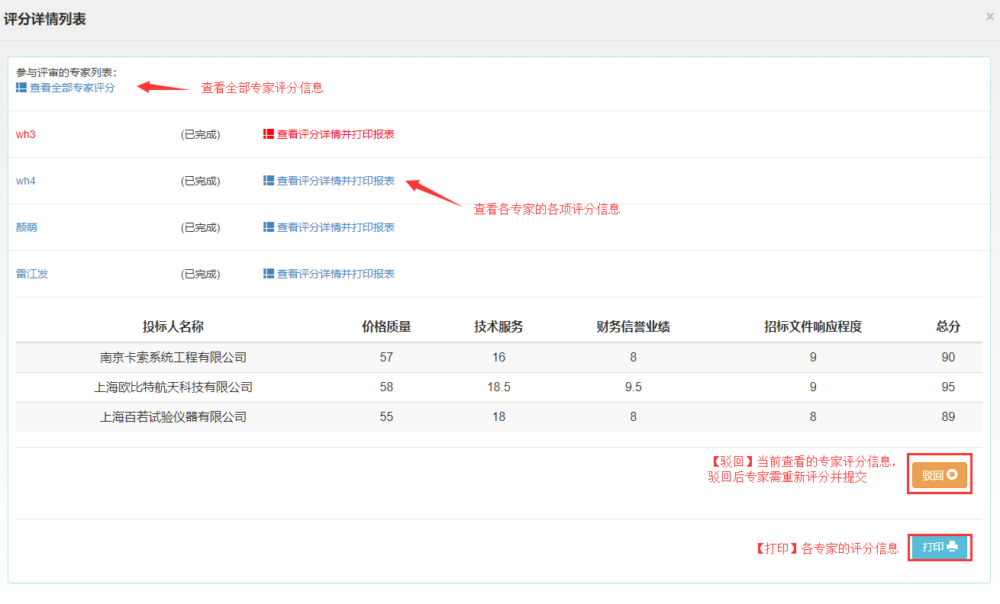 评分详情列表
×
参与评审的专家列表:
查看全部专家评分 查看全部专家评分信息
wh3 (已完成) 查看评分详情并打印报表
wh4 (已完成) 查看评分详情并打印报表
查看各专家的各项评分信息
颜萌 (已完成) 查看评分详情并打印报表
雷江发 (已完成) 查看评分详情并打印报表
投标人名称 价格质量 技术服务 财务信誉业绩 招标文件响应程度 总分
南京卡索系统工程有限公司 57 16 8 9 90
上海欧比特航天科技有限公司 58 18.5 9.5 9 95
上海百若试验仪器有限公司 55 18 8 8 89
【驳回】当前查看的专家评分信息,
驳回后专家需重新评分并提交
驳回
【打印】各专家的评分信息
打印